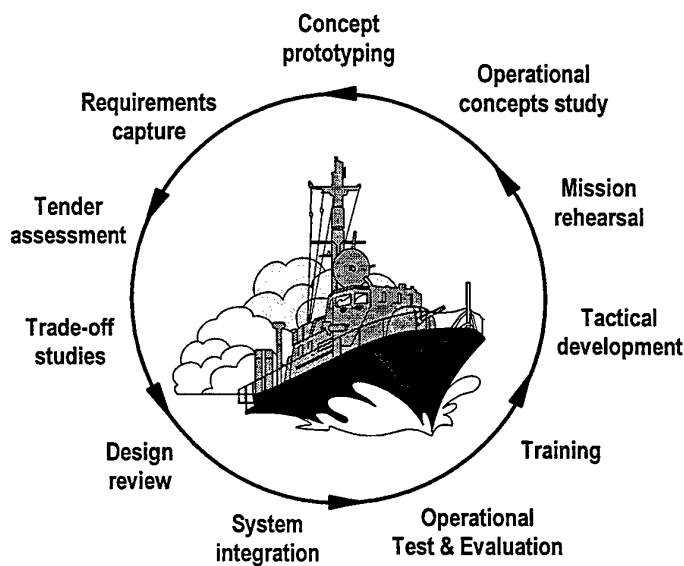 Concept
prototyping
Operational
concepts study
Requirements
capture
Mission
rehearsal
Tender
assessment
Tactical
development
Trade-off
studies
Training
Design
review
Operational
Test & Evaluation
System
integration